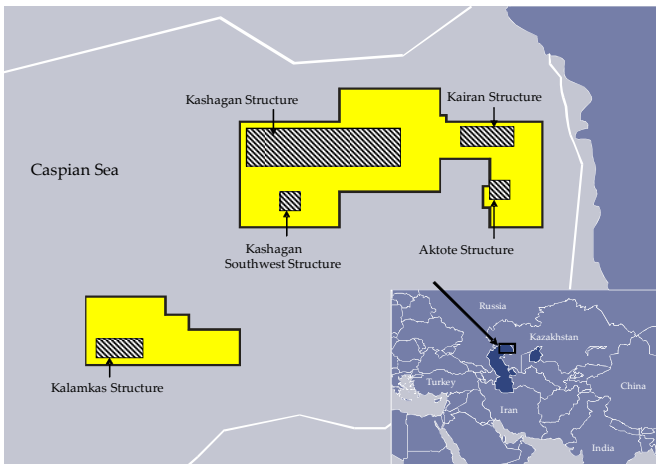 Kashagan Structure
Kairan Structure
Caspian Sea
Kashagan
Southwest Structure
Aktote Structure
Kalamkas Structure
Russia
Kazakhstan
Turkey
China
Iran
India